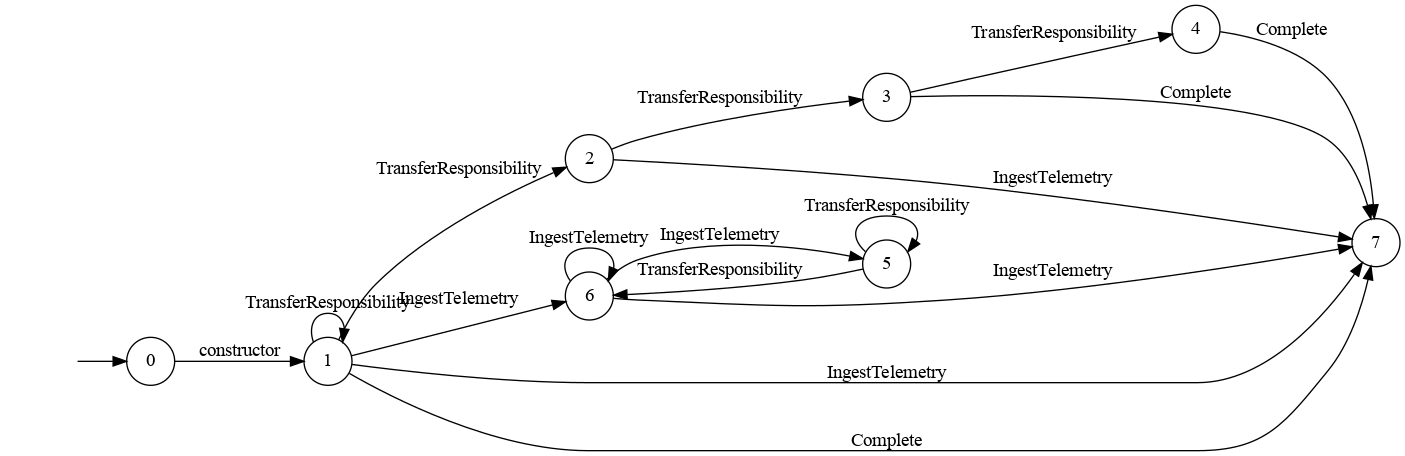 4
TransferResponsibility
Complete
3
TransferResponsibility
Complete
2
TransferResponsibility
IngestTelemetry
TransferResponsibility
IngestTelemetry
IngestTelemetry
5
7
TransferResponsibility
IngestTelemetry
6
TransferResponsibility
IngestTelemetry
0
constructor
1
IngestTelemetry
Complete